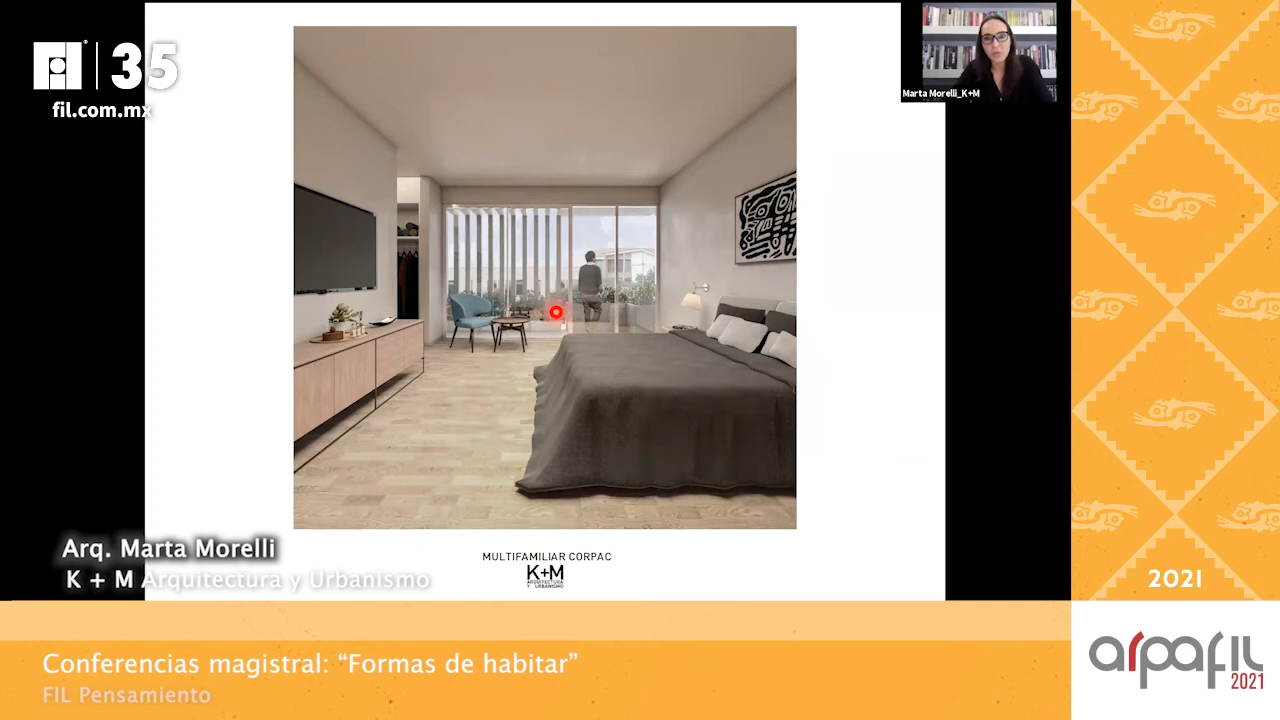 FIL 35
fil.com.mx
Marta Morelli_K+M
MULTIFAMILIAR CORPAC
K+M
ARQUITECTURA
Y URBANISMO
Arq. Marta Morelli
K + M Arquitectura y Urbanismo
2021
Conferencias magistral: “Formas de habitar”
FIL Pensamiento
arpafil
2021